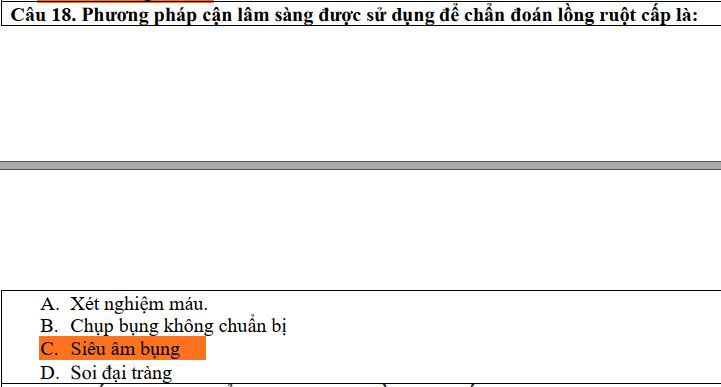 Câu 18. Phương pháp cận lâm sàng được sử dụng để chẩn đoán lồng ruột cấp là:
A. Xét nghiệm máu.
B. Chụp bụng không chuẩn bị
C. Siêu âm bụng
D. Soi đại tràng